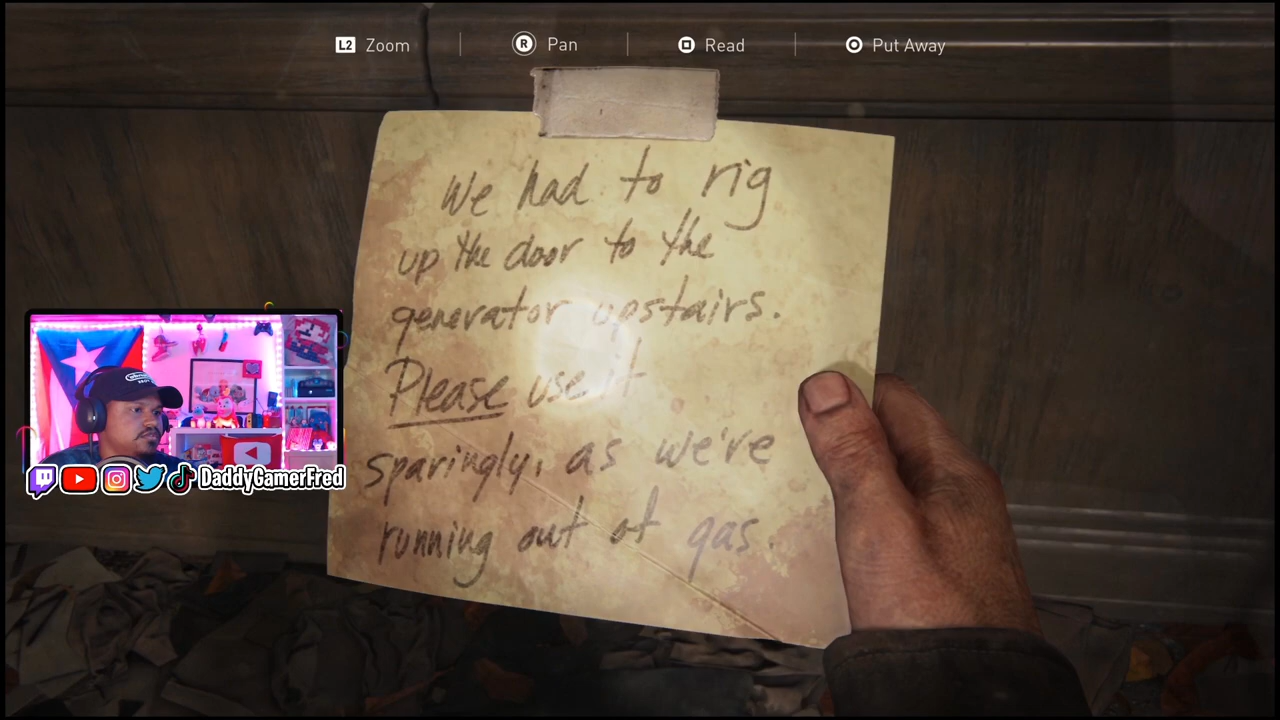 L2 Zoom
R Pan
Read
Put Away
We had to rig
up the door to the
generator upstairs.
Please use it
sparingly, as we're
running out of gas.
DaddyGamerFred